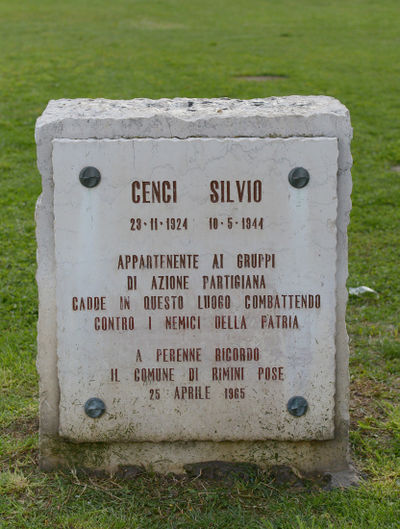 CENCI SILVIO
23·11·1924 10·5·1944
APPARTENENTE AI GRUPPI
DI AZIONE PARTIGIANA
CADDE IN QUESTO LUOGO COMBATTENDO
CONTRO I NEMICI DELLA PATRIA
A PERENNE RICORDO
IL COMUNE DI RIMINI POSE
25 APRILE 1965